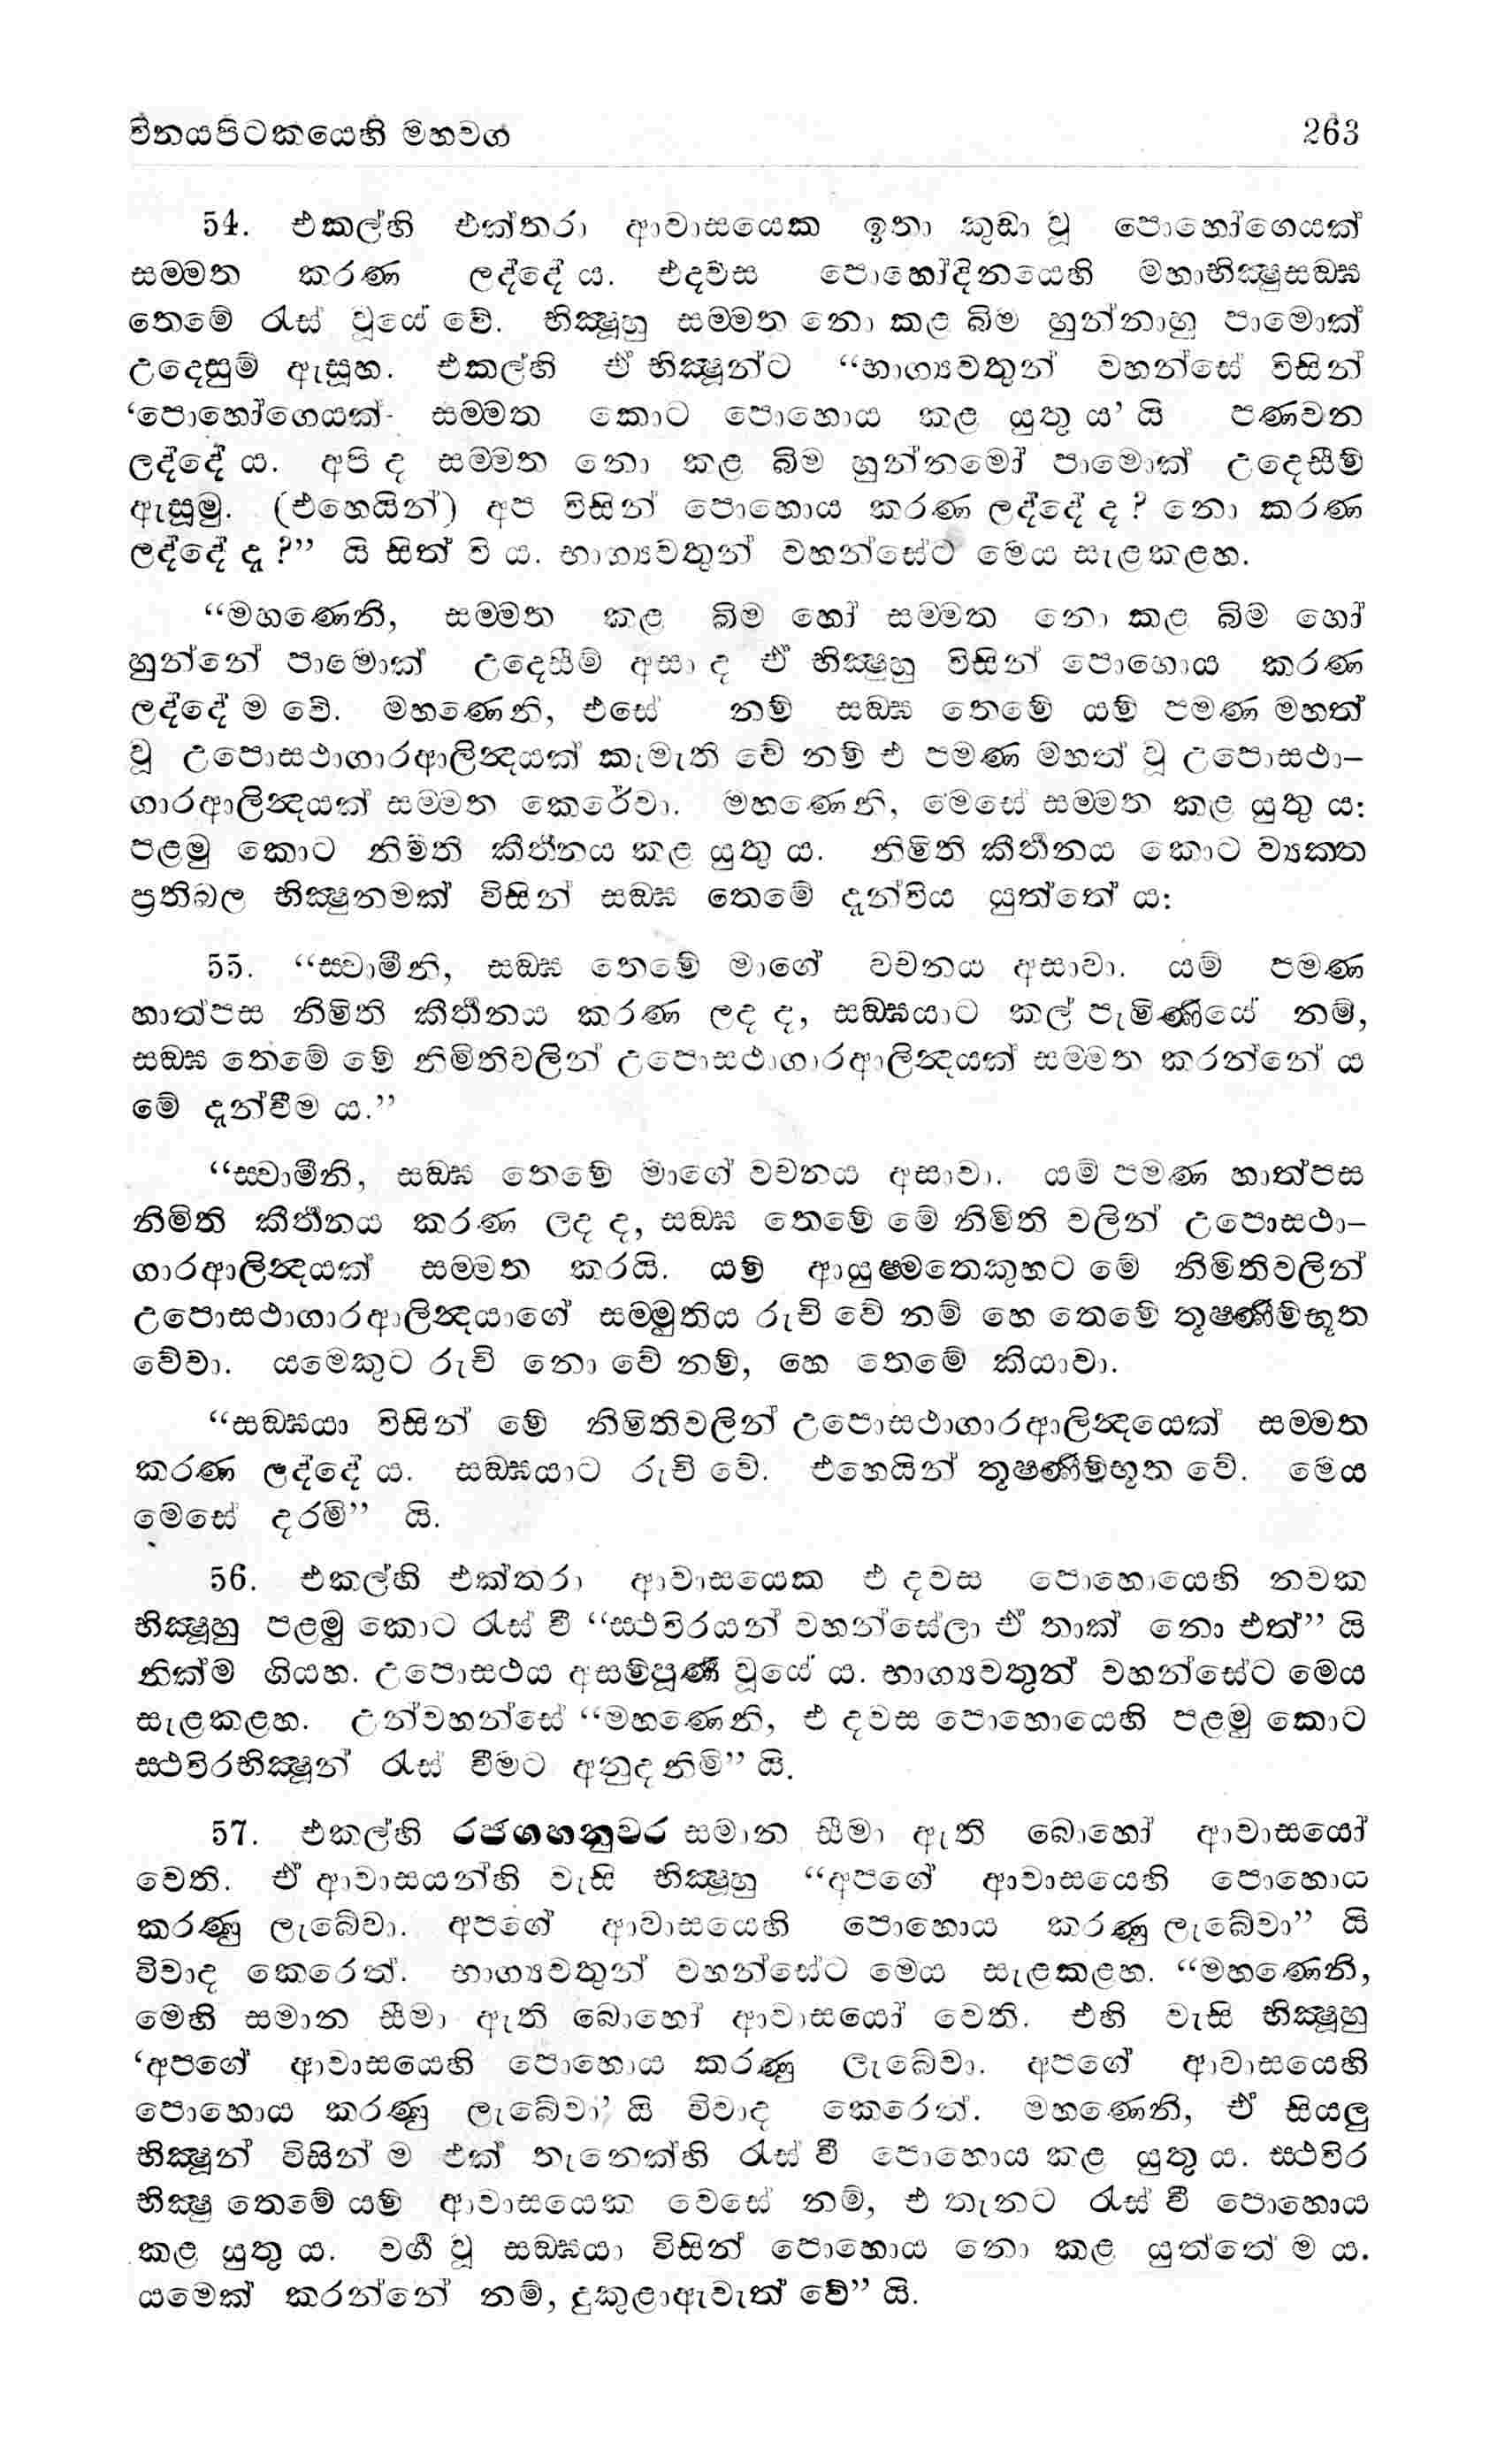 විනයපිටකයෙහි මහවග 263
54. එකල්හි එක්තරා ආවාසයෙක ඉතා කුඩා වූ පොහෝගෙයක්
සම්මත කරණ ලද්දේ ය. එදවස පොහෝදිනයෙහි මහාභික්‍ෂුසඞ්ඝ
තෙමේ රැස් වූයේ වේ. භික්‍ෂූහු සම්මත නො කළ බිම හුන්නාහු පාමොක්
උදෙසුම් ඇසූහ. එකල්හි ඒ භික්‍ෂූන්ට “භාග්‍යවතුන් වහන්සේ විසින්
‘පොහෝගෙයක් සම්මත කොට පොහොය කළ යුතු ය’ යි පණවන
ලද්දේ ය. අපි ද සම්මත නො කළ බිම හුන්නමෝ පාමොක් උදෙසීම්
ඇසූමු. (එහෙයින්) අප විසින් පොහොය කරණ ලද්දේ ද? නො කරණ
ලද්දේ දැ?” යි සිත් වි ය. භාග්‍යවතුන් වහන්සේට මෙය සැළකළහ.
“මහණෙනි, සම්මත කළ බිම හෝ සම්මත නො කළ බිම හෝ
හුන්නේ පාමොක් උදෙසීම් අසා ද ඒ භික්‍ෂුහු විසින් පොහොය කරණ
ලද්දේ ම වේ. මහණෙනි, එසේ නම් සඞ්ඝ තෙමේ යම් පමණ මහත්
වූ උපොසථාගාරආලින්‍දයක් කැමැති වේ නම් එ පමණ මහත් වූ උපොසථා-
ගාරආලින්‍දයක් සම්මත කෙරේවා. මහණෙනි, මෙසේ සම්මත කළ යුතු ය:
පළමු කොට නිමිති කීර්‍තනය කළ යුතු ය. නිමිති කීර්‍තනය කොට ව්‍යක්ත
ප්‍රතිබල භික්‍ෂුනමක් විසින් සඞ්ඝ තෙමේ දැන්විය යුත්තේ ය:
55. “ස්වාමීනි, සඞ්ඝ තෙමේ මාගේ වචනය අසාවා. යම් පමණ
හාත්පස නිමිති කීර්‍තනය කරණ ලද ද, සඞ්ඝයාට කල් පැමිණියේ නම්,
සඞ්ඝ තෙමේ මේ නිමිතිවලින් උපොසථාගාරආලින්‍දයක් සම්මත කරන්නේ ය
මේ දැන්වීම ය.”
“ස්වාමීනි, සඞ්ඝ තෙමේ මාගේ වචනය අසාවා. යම් පමණ හාත්පස
නිමිති කීර්‍තනය කරණ ලද ද, සඞ්ඝ තෙමේ මේ නිමිති වලින් උපොසථා-
ගාරආලින්‍දයක් සම්මත කරයි. යම් ආයුෂ්මතෙකුහට මේ නිමිතිවලින්
උපොසථාගාරආලින්‍දයාගේ සම්මුතිය රුචි වේ නම් හෙ තෙමේ තූෂ්ණීම්භූත
වේවා. යමෙකුට රුචි නො වේ නම්, හෙ තෙමේ කියාවා.
“සඞ්ඝයා විසින් මේ නිමිතිවලින් උපොසථාගාරආලින්‍දයෙක් සම්මත
කරණ ලද්දේ ය. සඞ්ඝයාට රුචි වේ. එහෙයින් තූෂ්ණීම්භූත වේ. මෙය
මෙසේ දරමි” යි.
56. එකල්හි එක්තරා ආවාසයෙක එ දවස පොහොයෙහි නවක
භික්‍ෂූහු පළමු කොට රැස් වී “ස්ථවිරයන් වහන්සේලා ඒ තාක් නො එත්” යි
නික්ම ගියහ. උපොසථය අසම්පූර්‍ණ වූයේ ය. භාග්‍යවතුන් වහන්සේට මෙය
සැළකළහ. උන්වහන්සේ “මහණෙනි, එ දවස පොහොයෙහි පළමු කොට
ස්ථවිරභික්‍ෂූන් රැස් වීමට අනුදනිමි” යි.
57. එකල්හි රජගහනුවර සමාන සීමා ඇති බොහෝ ආවාසයෝ
වෙති. ඒ ආවාසයන්හි වැසි භික්‍ෂූහු “අපගේ ආවාසයෙහි පොහොය
කරණු ලැබේවා. අපගේ ආවාසයෙහි පොහොය කරණු ලැබේවා” යි
විවාද කෙරෙත්. භාග්‍යවතුන් වහන්සේට මෙය සැළකළහ. “මහණෙනි,
මෙහි සමාන සීමා ඇති බොහෝ ආවාසයෝ වෙති. එහි වැසි භික්‍ෂූහු
‘අපගේ ආවාසයෙහි පොහොය කරණු ලැබේවා. අපගේ ආවාසයෙහි
පොහොය කරණු ලැබේවා’ යි විවාද කෙරෙත්. මහණෙනි, ඒ සියලු
භික්‍ෂූන් විසින් ම එක් තැනෙක්හි රැස් වී පොහොය කළ යුතු ය. ස්ථවිර
භික්‍ෂු තෙමේ යම් ආවාසයෙක වෙසේ නම්, එ තැනට රැස් වී පොහොය
කළ යුතු ය. වර්‍ග වූ සඞ්ඝයා විසින් පොහොය නො කළ යුත්තේ ම ය.
යමෙක් කරන්නේ නම්, දුකුළාඇවැත් වේ” යි.